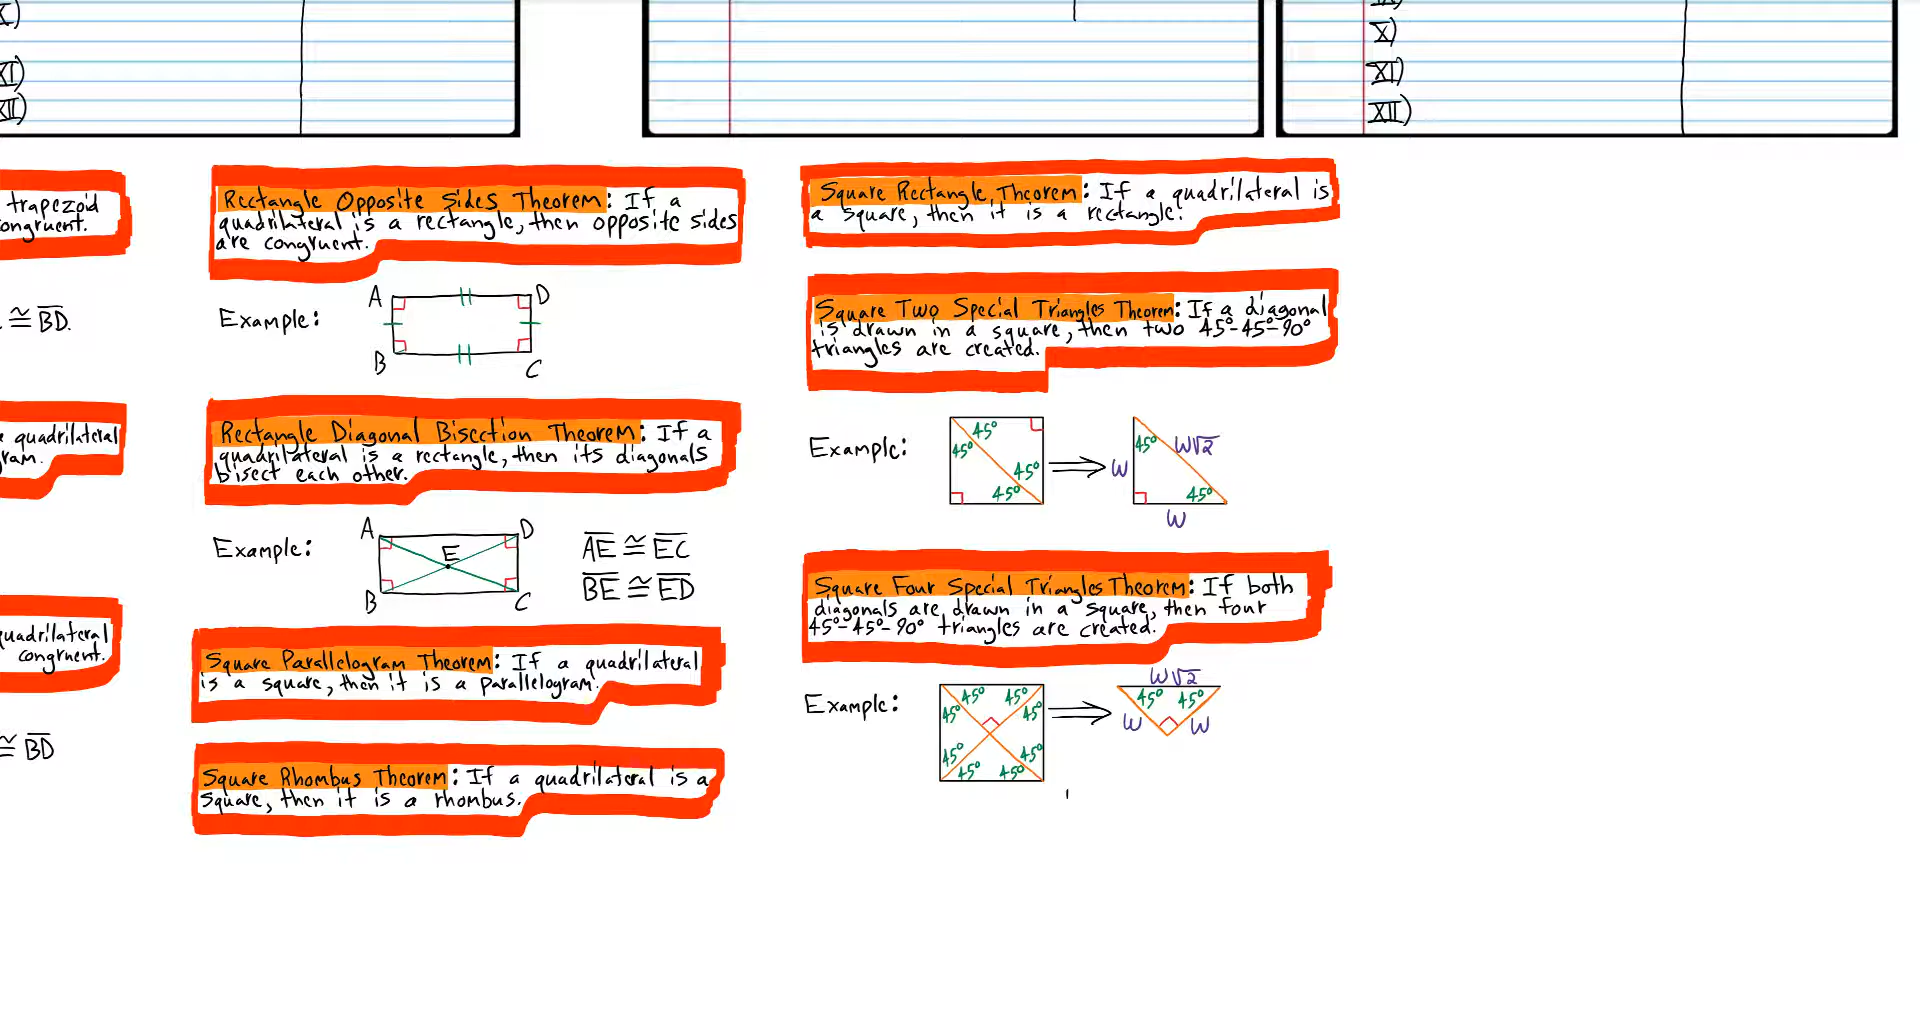 X)
XI)
XII)
IX)
X)
XI)
XII)
trapezoid
congruent.
≅ BD.
quadrilateral
gram.
quadrilateral
congruent.
≅ BD
Rectangle Opposite Sides Theorem: If a
quadrilateral is a rectangle, then opposite sides
are congruent.
Example:
A
D
B
C
Rectangle Diagonal Bisection Theorem: If a
quadrilateral is a rectangle, then its diagonals
bisect each other.
Example:
A
D
E
B
C
AE ≅ EC
BE ≅ ED
Square Parallelogram Theorem: If a quadrilateral
is a square, then it is a parallelogram.
Square Rhombus Theorem: If a quadrilateral is a
square, then it is a rhombus.
Square Rectangle Theorem: If a quadrilateral is
a square, then it is a rectangle.
Square Two Special Triangles Theorem: If a diagonal
is drawn in a square, then two 45°-45°-90°
triangles are created.
Example:
45°
45°
45°
45°
45°
W√2
W
45°
W
Square Four Special Triangles Theorem: If both
diagonals are drawn in a square, then four
45°-45°-90° triangles are created.
Example:
45° 45°
45° 45°
45° 45°
45° 45°
W√2
45° 45°
W W